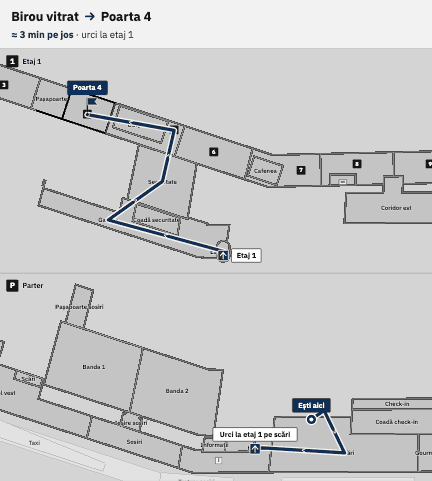 Birou vitrat → Poarta 4
≈ 3 min pe jos · urci la etaj 1
1 Etaj 1
3
Pașapoarte
Poarta 4
6
Cafenea
7
8
9
Coridor est
Coadă securitate
Etaj 1
P Parter
Pașapoarte sosiri
Banda 1
Banda 2
Scări
Sosiri
Taxi
Informații
Urci la etaj 1 pe scări
Ești aici
Check-in
Coadă check-in